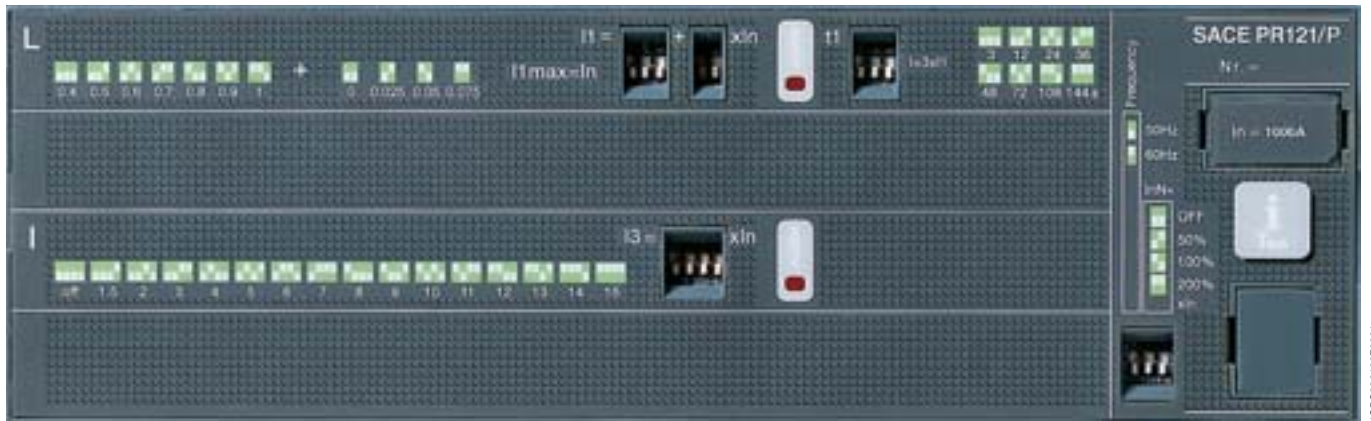 L
I1 = + xIn
t1
0.4 0.5 0.6 0.7 0.8 0.9 1 + 0 0.025 0.05 0.075
I1max=In
I=3xI1
3 12 24 36
48 72 108 144 s
Frequency
50Hz
60Hz
InN=
OFF
50%
100%
200%
xIn
I
I3 = xIn
off 1.5 2 3 4 5 6 7 8 9 10 11 12 13 14 15
SACE PR121/P
Nr. =
In = 1000A
i
Test